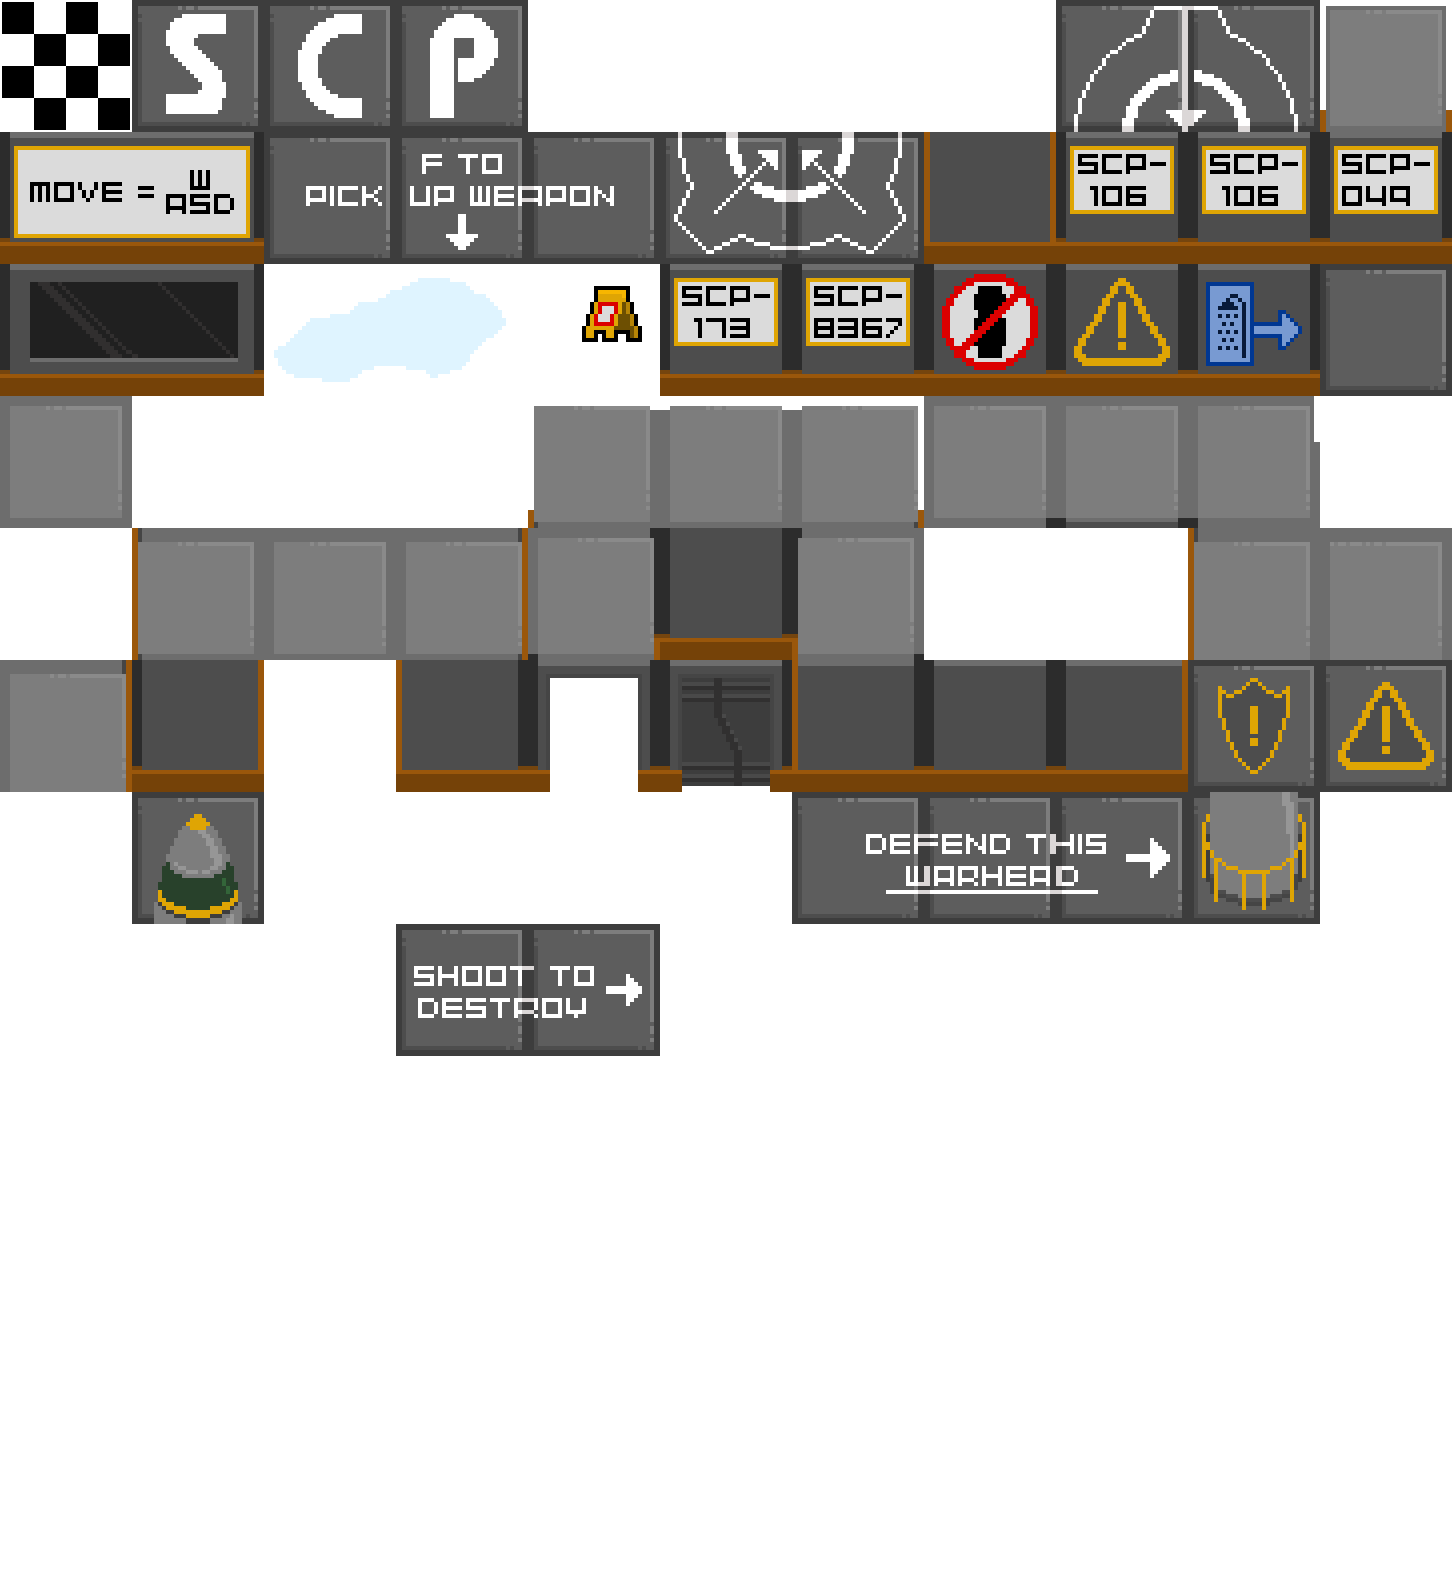 SCP
MOVE = W
ASD
F TO
PICK UP WEAPON
SCP-
106
SCP-
106
SCP-
049
SCP-
173
SCP-
8367
DEFEND THIS
WARHEAD
SHOOT TO
DESTROY